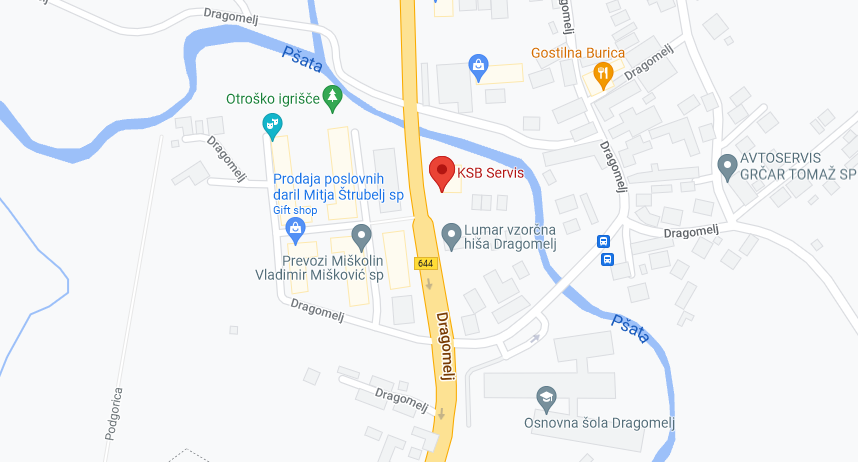 Dragomelj
Dragomelj
Pšata
Gostilna Burica
Dragomelj
Otroško igrišče
Dragomelj
Dragomelj
KSB Servis
AVTOSERVIS
GRČAR TOMAŽ SP
Prodaja poslovnih
daril Mitja Štrubelj sp
Gift shop
Lumar vzorčna
hiša Dragomelj
Dragomelj
Prevozi Miškolin
Vladimir Mišković sp
644
Dragomelj
Pšata
Dragomelj
Podgorica
Dragomelj
Osnovna šola Dragomelj